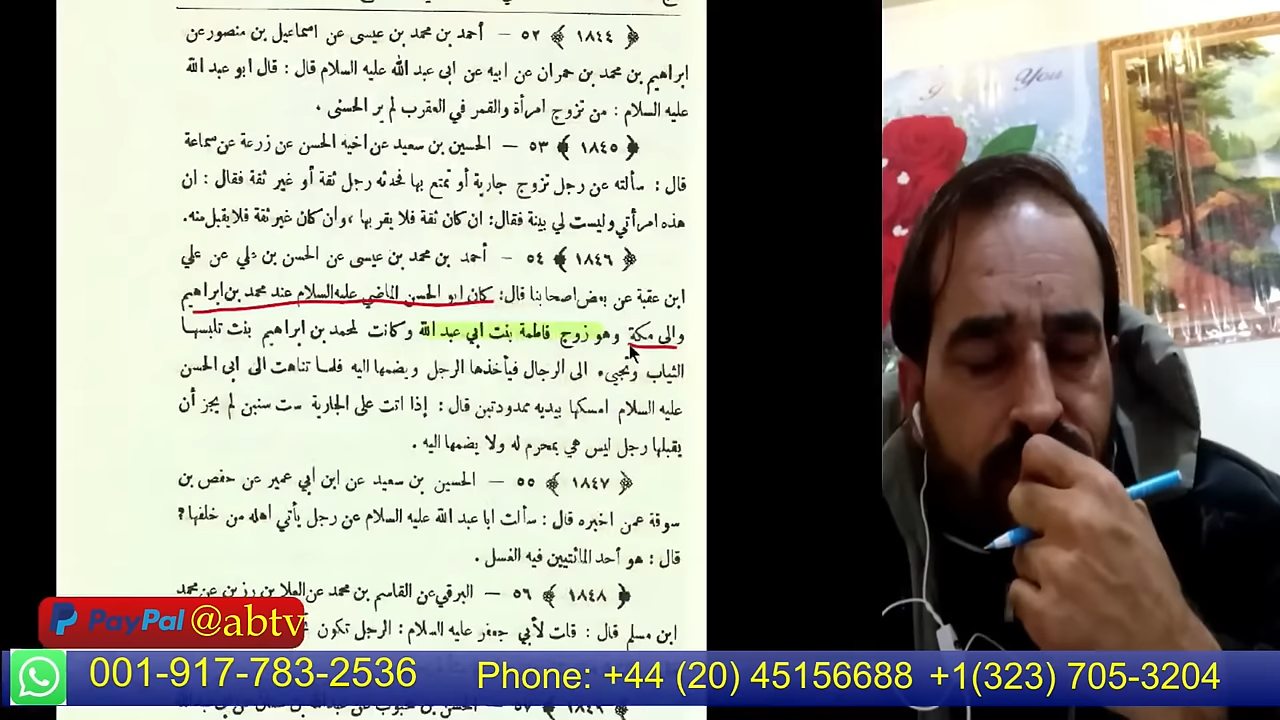 ﴿ ١٨٤٤ ﴾ ٥٢ — أحمد بن محمد بن عيسى عن اسماعيل بن منصور عن
ابراهيم بن محمد بن حمران عن ابيه عن ابى عبد الله عليه السلام قال : قال ابو عبد الله
عليه السلام : من تزوج امرأة والقمر في العقرب لم ير الحسنى .
﴿ ١٨٤٥ ﴾ ٥٣ — الحسين بن سعيد عن اخيه الحسن عن زرعة عن سماعة
قال : سألته عن رجل تزوج جارية أو تمتع بها فحدثه رجل ثقة أو غير ثقة فقال : ان
هذه امرأتي وليست لي بينة فقال : ان كان ثقة فلا يقربها ، وان كان غير ثقة فلا يقبل منه.
﴿ ١٨٤٦ ﴾ ٥٤ — أحمد بن محمد بن عيسى عن الحسن بن علي عن علي
ابن عقبة عن بعض اصحابنا قال : كان ابو الحسن الماضي عليه السلام عند محمد بن ابراهيم
والى مكة وهو زوج فاطمة بنت ابي عبد الله وكانت لمحمد بن ابراهيم بنت تلبسها
الثياب وتجيىء الى الرجال فيأخذها الرجل ويضمها اليه فلما تناهت الى ابى الحسن
عليه السلام امسكها بيديه ممدودتين قال : إذا اتت على الجارية ست سنين لم يجز أن
يقبلها رجل ليس هي بمحرم له ولا يضمها اليه .
﴿ ١٨٤٧ ﴾ ٥٥ — الحسين بن سعيد عن ابن أبي عمير عن حفص بن
سوقة عمن اخبره قال : سألت ابا عبد الله عليه السلام عن رجل يأتي اهله من خلفها ؟
قال : هو أحد المأتيين فيه الغسل .
﴿ ١٨٤٨ ﴾ ٥٦ — البرقي عن القاسم بن محمد عن العلا بن رزين عن محمد
ابن مسلم قال : قلت لأبي جعفر عليه السلام : الرجل تكون
You
PayPal @abtv
001-917-783-2536 Phone: +44 (20) 45156688 +1(323) 705-3204